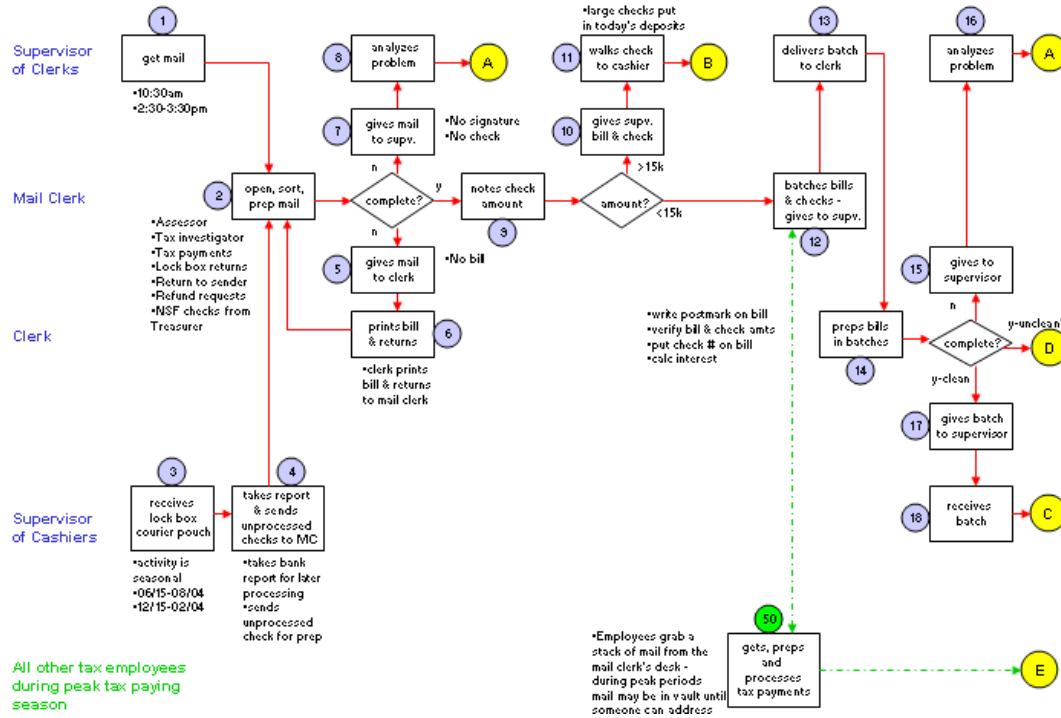 Supervisor
of Clerks
Mail Clerk
Clerk
Supervisor
of Cashiers
All other tax employees
during peak tax paying
season
1
get mail
•10:30am
•2:30-3:30pm
2
open, sort,
prep mail
•Assessor
•Tax investigator
•Tax payments
•Lock box returns
•Return to sender
•Refund requests
•NSF checks from
Treasurer
3
receives
lock box
courier pouch
•activity is
seasonal
•06/15-08/04
•12/15-02/04
4
takes report
& sends
unprocessed
checks to MC
•takes bank
report for later
processing
•sends
unprocessed
check for prep
complete?
n
y
n
5
gives mail
to clerk
•No bill
6
prints bill
& returns
•clerk prints
bill & returns
to mail clerk
7
gives mail
to supv.
•No signature
•No check
8
analyzes
problem
A
9
notes check
amount
amount?
>15k
<15k
10
gives supv.
bill & check
11
walks check
to cashier
•large checks put
in today's deposits
B
12
batches bills
& checks -
gives to supv.
•write postmark on bill
•verify bill & check amts
•put check # on bill
•calc interest
13
delivers batch
to clerk
14
preps bills
in batches
complete?
n
y-unclean
D
y-clean
15
gives to
supervisor
16
analyzes
problem
A
17
gives batch
to supervisor
18
receives
batch
C
50
gets, preps
and
processes
tax payments
•Employees grab a
stack of mail from the
mail clerk's desk -
during peak periods
mail may be in vault until
someone can address
E